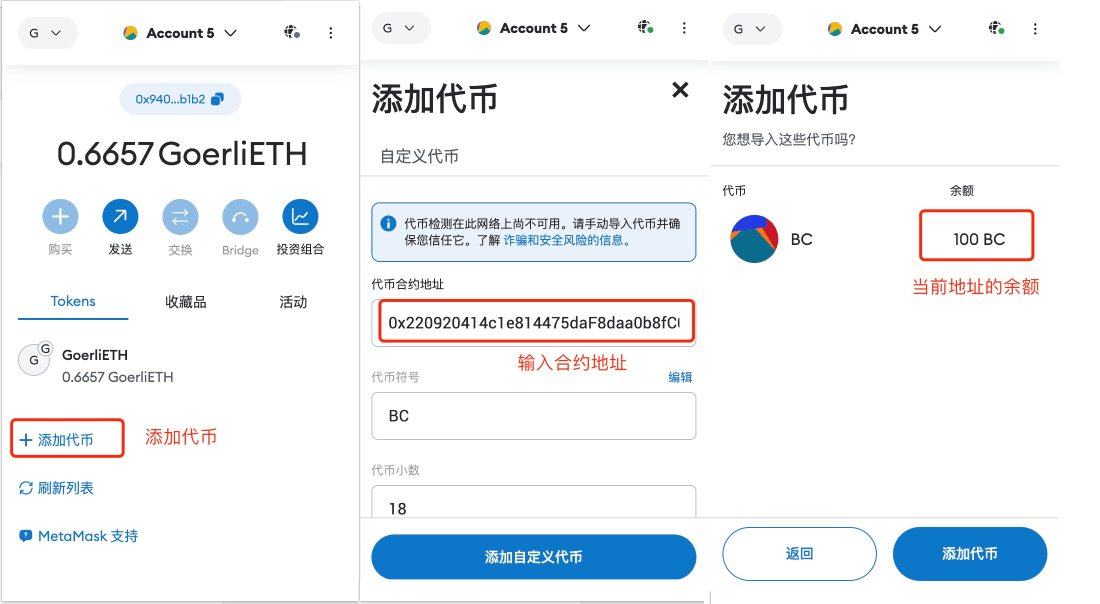 G
Account 5
0x940...b1b2
0.6657 GoerliETH
购买
发送
交换
Bridge
投资组合
Tokens
收藏品
活动
G
G
GoerliETH
0.6657 GoerliETH
添加代币
添加代币
刷新列表
MetaMask 支持
G
Account 5
添加代币
自定义代币
代币检测在此网络上尚不可用。请手动导入代币并确
保您信任它。了解 诈骗和安全风险的信息。
代币合约地址
0x220920414c1e814475daF8daa0b8fC
输入合约地址
代币符号
编辑
BC
代币小数
18
添加自定义代币
G
Account 5
添加代币
您想导入这些代币吗?
代币
余额
BC
100 BC
当前地址的余额
返回
添加代币